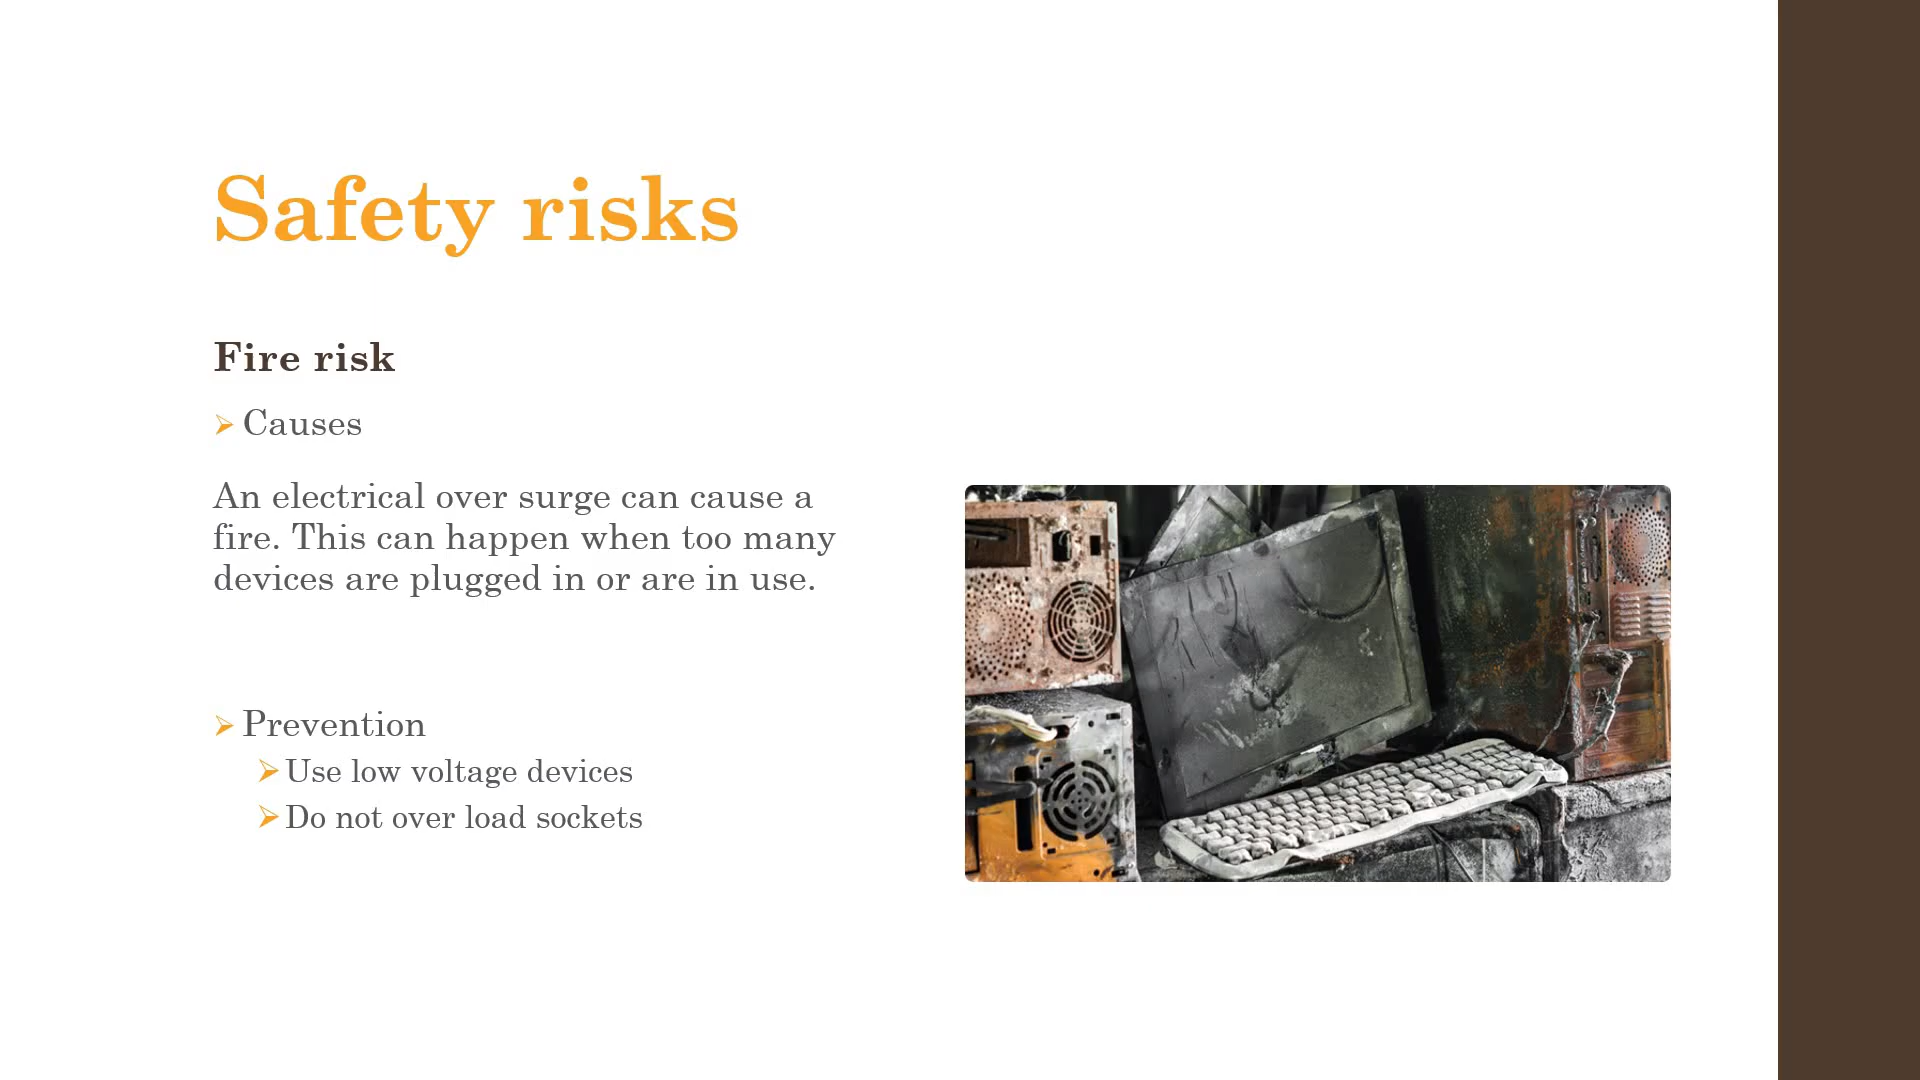 Safety risks
Fire risk
Causes
An electrical over surge can cause a
fire. This can happen when too many
devices are plugged in or are in use.
Prevention
Use low voltage devices
Do not over load sockets